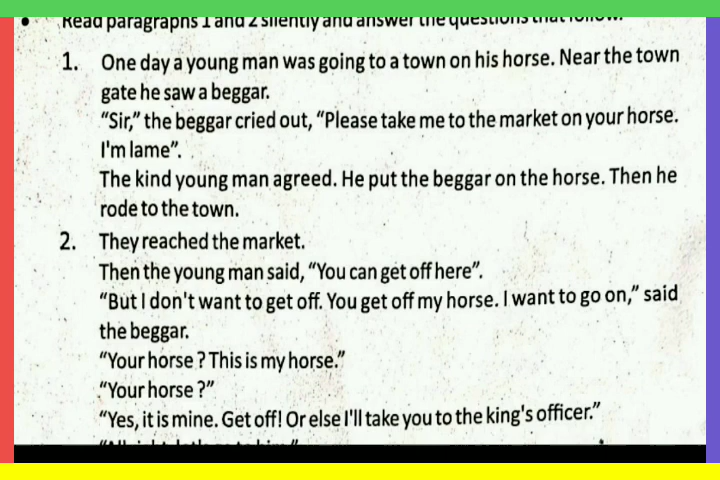 • Read paragraphs 1 and 2 silently and answer the questions that follow.
1. One day a young man was going to a town on his horse. Near the town
gate he saw a beggar.
“Sir,” the beggar cried out, “Please take me to the market on your horse.
I'm lame”.
The kind young man agreed. He put the beggar on the horse. Then he
rode to the town.
2. They reached the market.
Then the young man said, “You can get off here”.
“But I don't want to get off. You get off my horse. I want to go on,” said
the beggar.
“Your horse ? This is my horse.”
“Your horse ?”
“Yes, it is mine. Get off! Or else I'll take you to the king's officer.”